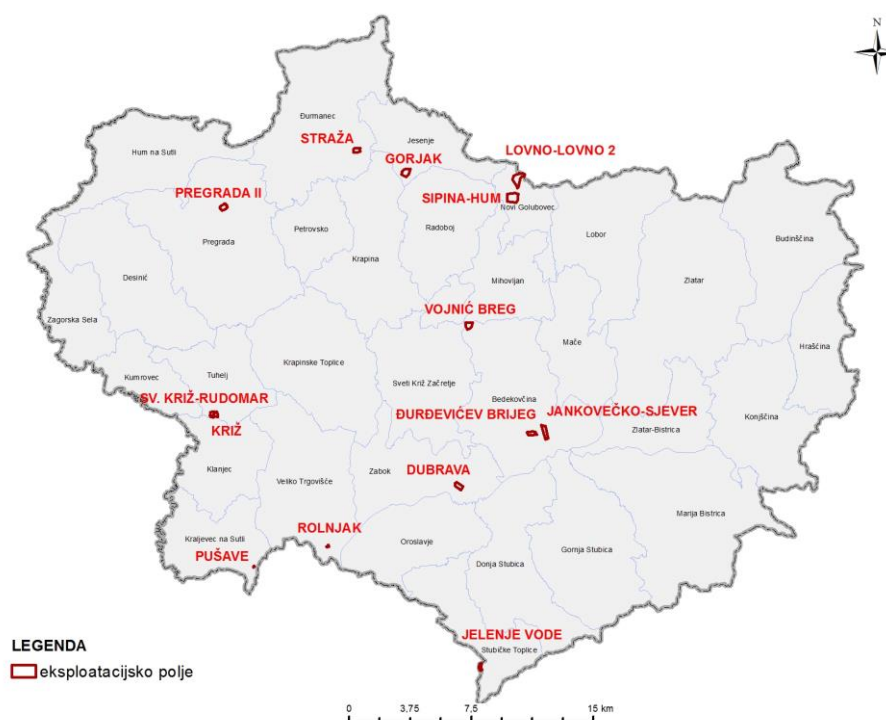 N
Đurmanec
STRAŽA
Jesenje
Hum na Sutli
GORJAK
LOVNO-LOVNO 2
PREGRADA II
SIPINA-HUM
Novi Golubovec
Petrovsko
Radoboj
Lobor
Budinščina
Pregrada
Krapina
Desinić
Mihovljan
Zlatar
VOJNIĆ BREG
Zagorska Sela
Mače
Hrašćina
Krapinske Toplice
Kumrovec
Tuhelj
Sveti Križ Začretje
SV. KRIŽ-RUDOMAR
Bedekovčina
KRIŽ
ĐURĐEVIĆEV BRIJEG
JANKOVEČKO-SJEVER
Zlatar-Bistrica
Konjščina
Klanjec
Veliko Trgovišće
Zabok
DUBRAVA
Marija Bistrica
ROLNJAK
Kraljevec na Sutli
Oroslavje
PUŠAVE
Donja Stubica
Gornja Stubica
JELENJE VODE
Stubičke Toplice
LEGENDA
eksploatacijsko polje
0 3,75 7,5 15 km